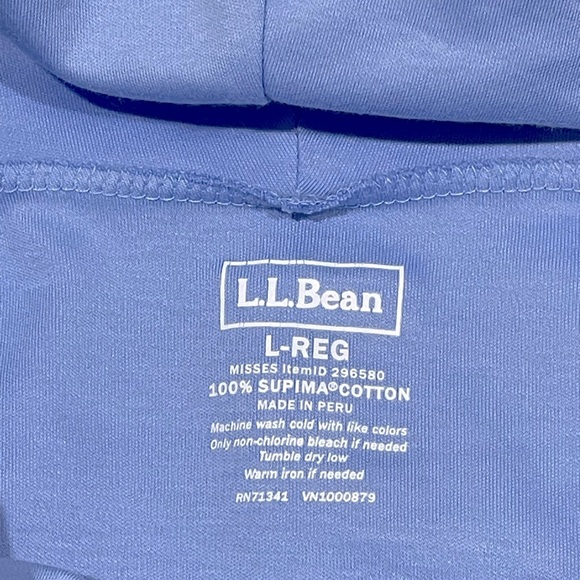 L.L.Bean
L-REG
MISSES ItemID 296580
100% SUPIMA®COTTON
MADE IN PERU
Machine wash cold with like colors
Only non-chlorine bleach if needed
Tumble dry low
Warm iron if needed
RN71341 VN1000879